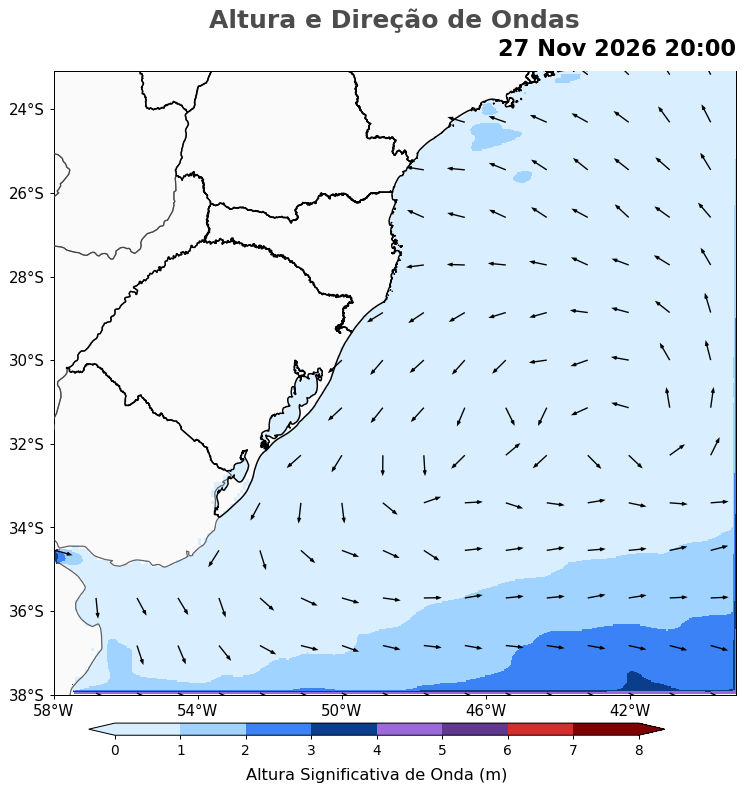 Altura e Direção de Ondas
27 Nov 2026 20:00
24°S
26°S
28°S
30°S
32°S
34°S
36°S
38°S
58°W 54°W 50°W 46°W 42°W
0 1 2 3 4 5 6 7 8
Altura Significativa de Onda (m)